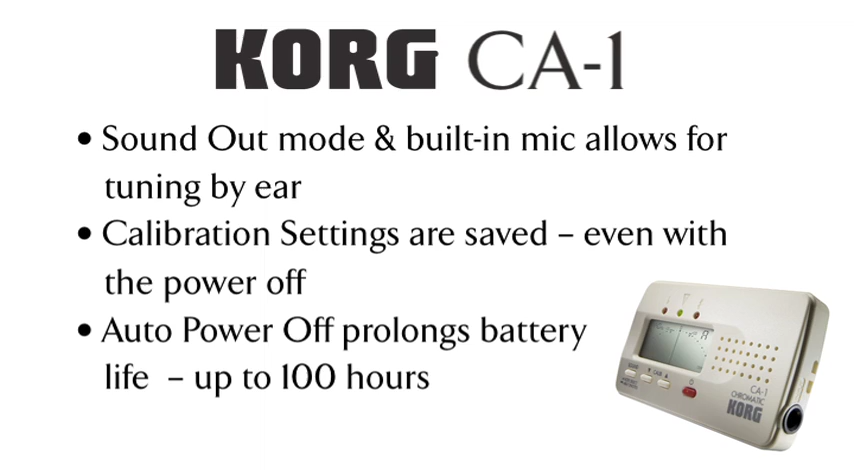 KORG CA-1
• Sound Out mode & built-in mic allows for
tuning by ear
• Calibration Settings are saved – even with
the power off
• Auto Power Off prolongs battery
life – up to 100 hours
CA-1
CHROMATIC
KORG